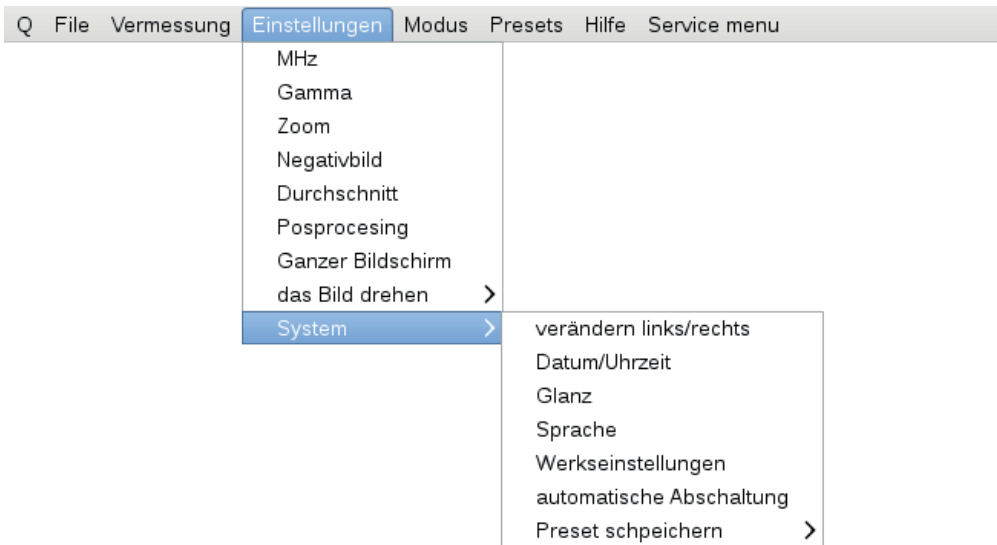 Q File Vermessung Einstellungen Modus Presets Hilfe Service menu
MHz
Gamma
Zoom
Negativbild
Durchschnitt
Posprocesing
Ganzer Bildschirm
das Bild drehen
System
verändern links/rechts
Datum/Uhrzeit
Glanz
Sprache
Werkseinstellungen
automatische Abschaltung
Preset schpeichern